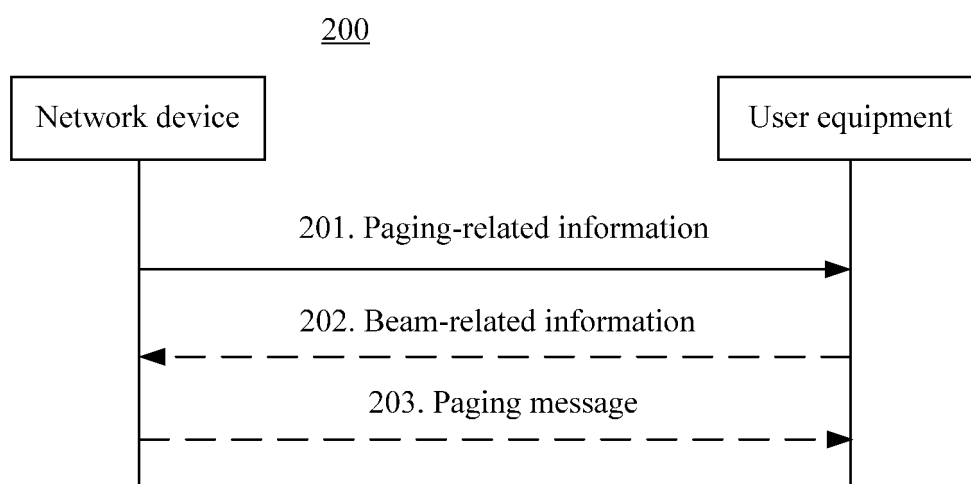 200
Network device
User equipment
201. Paging-related information
202. Beam-related information
203. Paging message